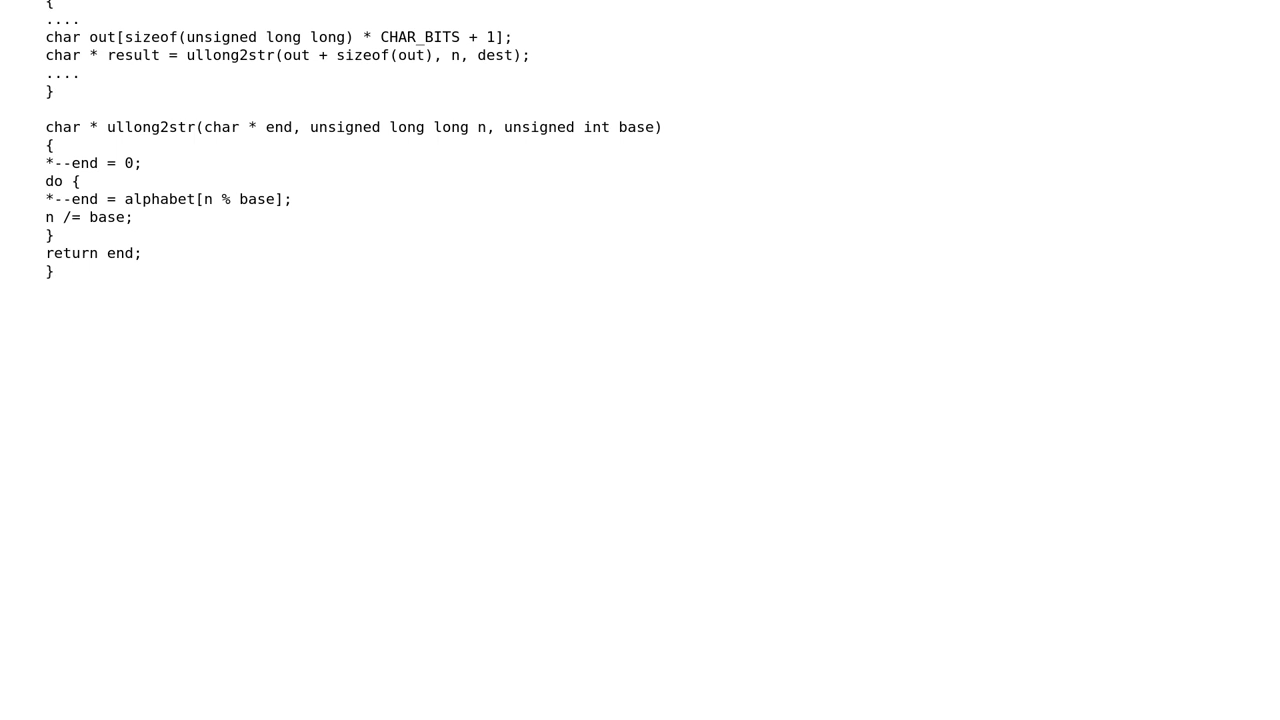 {
....
char out[sizeof(unsigned long long) * CHAR_BITS + 1];
char * result = ullong2str(out + sizeof(out), n, dest);
....
}
char * ullong2str(char * end, unsigned long long n, unsigned int base)
{
*--end = 0;
do {
*--end = alphabet[n % base];
n /= base;
}
return end;
}